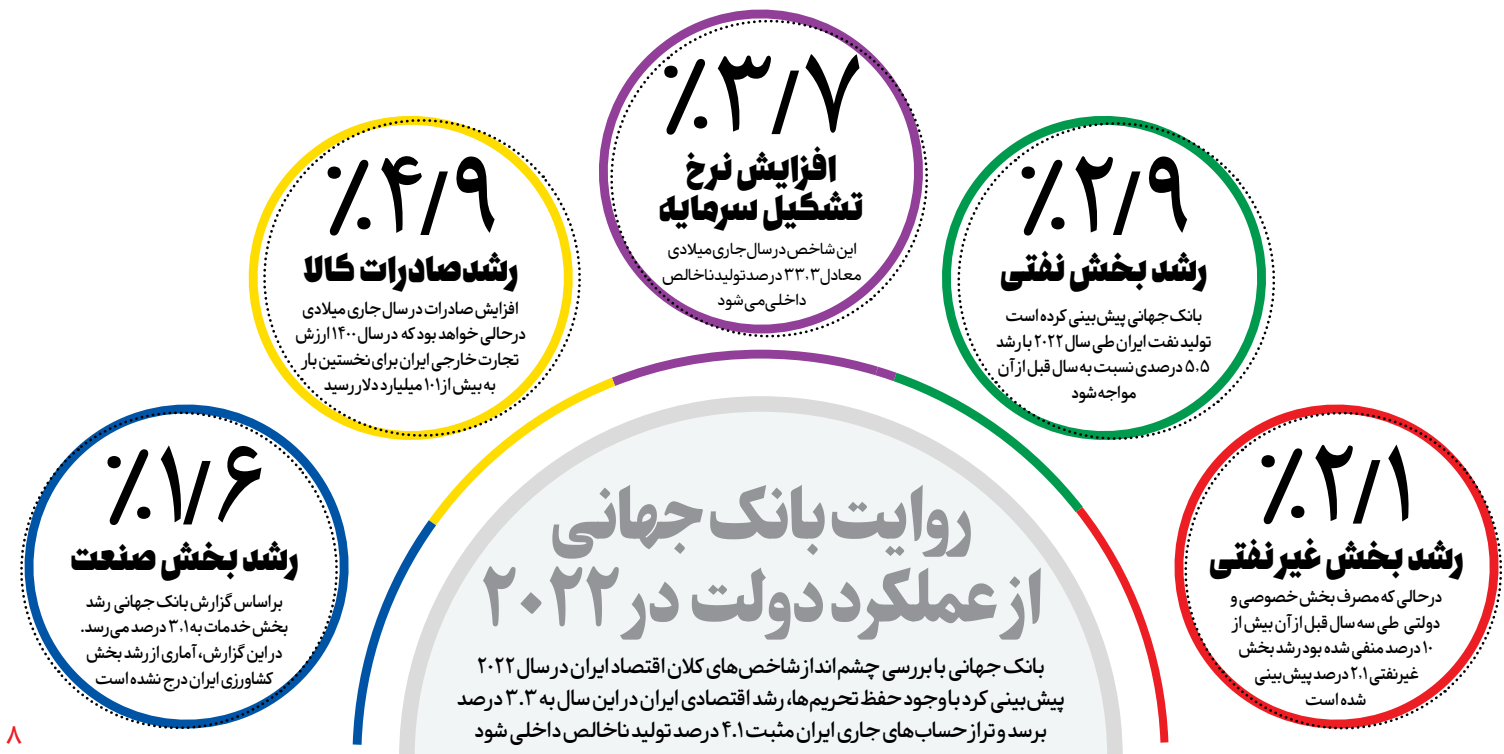 ٪۳/۷
افزایش نرخ
تشکیل سرمایه
این شاخص در سال جاری میلادی
معادل ۳۳.۳ درصد تولید ناخالص
داخلی می‌شود
٪۲/۹
رشد بخش نفتی
بانک جهانی پیش‌بینی کرده است
تولید نفت ایران طی سال ۲۰۲۲ با رشد
۵.۵ درصدی نسبت به سال قبل از آن
مواجه شود
٪۴/۹
رشد صادرات کالا
افزایش صادرات در سال جاری میلادی
در حالی خواهد بود که در سال ۱۴۰۰ ارزش
تجارت خارجی ایران برای نخستین بار
به بیش از ۱۰۱ میلیارد دلار رسید
٪۲/۱
رشد بخش غیر نفتی
در حالی که مصرف بخش خصوصی و
دولتی طی سه سال قبل از آن بیش از
۱۰ درصد منفی شده بود رشد بخش
غیرنفتی ۲.۱ درصد پیش‌بینی
شده است
٪۱/۶
رشد بخش صنعت
بر اساس گزارش بانک جهانی رشد
بخش خدمات به ۳.۱ درصد می‌رسد.
در این گزارش، آماری از رشد بخش
کشاورزی ایران درج نشده است
روایت بانک جهانی
از عملکرد دولت در ۲۰۲۲
بانک جهانی با بررسی چشم‌انداز شاخص‌های کلان اقتصاد ایران در سال ۲۰۲۲
پیش‌بینی کرد با وجود حفظ تحریم‌ها، رشد اقتصادی ایران در این سال به ۳.۳ درصد
برسد و تراز حساب‌های جاری ایران مثبت ۴.۱ درصد تولید ناخالص داخلی شود
۸